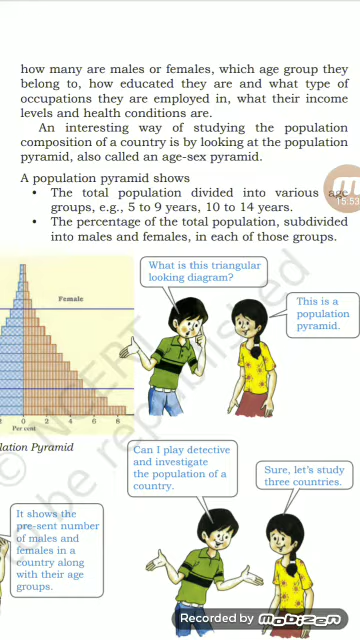 how many are males or females, which age group they
belong to, how educated they are and what type of
occupations they are employed in, what their income
levels and health conditions are.
An interesting way of studying the population
composition of a country is by looking at the population
pyramid, also called an age-sex pyramid.
A population pyramid shows
• The total population divided into various age
groups, e.g., 5 to 9 years, 10 to 14 years.
• The percentage of the total population, subdivided
into males and females, in each of those groups.
15:53
Female
2 0 2 4 6 8
Per cent
lation Pyramid
What is this triangular
looking diagram?
This is a
population
pyramid.
Can I play detective
and investigate
the population of a
country.
Sure, let's study
three countries.
It shows the
pre-sent number
of males and
females in a
country along
with their age
groups.
© NCERT
to be republished
Recorded by mobizen